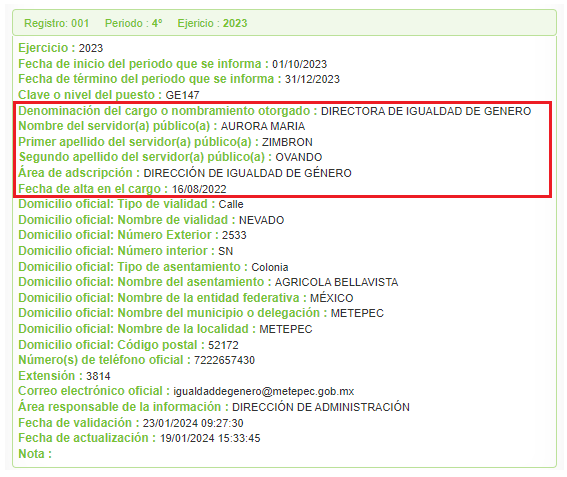 Registro: 001 Periodo : 4º Ejericio : 2023
Ejercicio : 2023
Fecha de inicio del periodo que se informa : 01/10/2023
Fecha de término del periodo que se informa : 31/12/2023
Clave o nivel del puesto : GE147
Denominación del cargo o nombramiento otorgado : DIRECTORA DE IGUALDAD DE GENERO
Nombre del servidor(a) público(a) : AURORA MARIA
Primer apellido del servidor(a) público(a) : ZIMBRON
Segundo apellido del servidor(a) público(a) : OVANDO
Área de adscripción : DIRECCIÓN DE IGUALDAD DE GÉNERO
Fecha de alta en el cargo : 16/08/2022
Domicilio oficial: Tipo de vialidad : Calle
Domicilio oficial: Nombre de vialidad : NEVADO
Domicilio oficial: Número Exterior : 2533
Domicilio oficial: Número interior : SN
Domicilio oficial: Tipo de asentamiento : Colonia
Domicilio oficial: Nombre del asentamiento : AGRICOLA BELLAVISTA
Domicilio oficial: Nombre de la entidad federativa : MÉXICO
Domicilio oficial: Nombre del municipio o delegación : METEPEC
Domicilio oficial: Nombre de la localidad : METEPEC
Domicilio oficial: Código postal : 52172
Número(s) de teléfono oficial : 7222657430
Extensión : 3814
Correo electrónico oficial : igualdaddegenero@metepec.gob.mx
Área responsable de la información : DIRECCIÓN DE ADMINISTRACIÓN
Fecha de validación : 23/01/2024 09:27:30
Fecha de actualización : 19/01/2024 15:33:45
Nota :